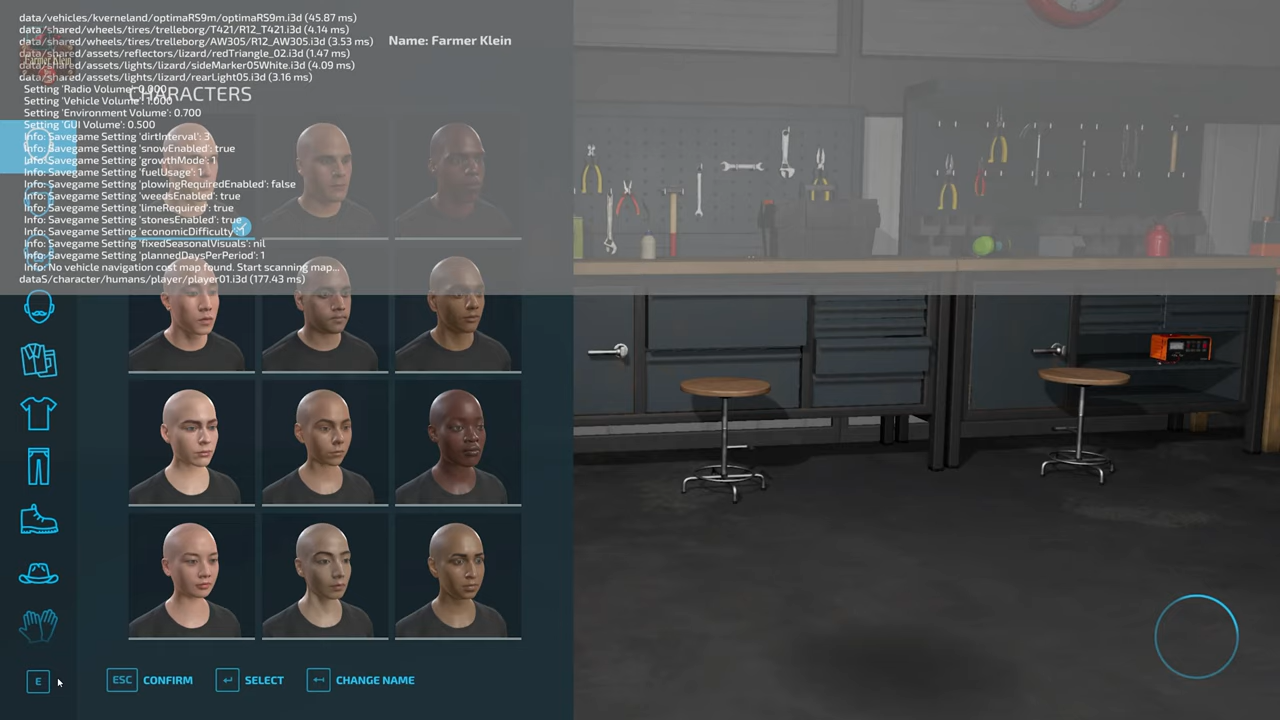 data/vehicles/kverneland/optimaRS9m/optimaRS9m.i3d (45.87 ms)
data/shared/wheels/tires/trelleborg/T421/R12_T421.i3d (4.14 ms)
data/shared/wheels/tires/trelleborg/AW305/R12_AW305.i3d (3.53 ms)
Name: Farmer Klein
data/shared/assets/reflectors/lizard/redTriangle_02.i3d (1.47 ms)
data/shared/assets/lights/lizard/sideMarker05White.i3d (4.09 ms)
data/shared/assets/lights/lizard/rearLight05.i3d (3.16 ms)
Farmer Klein
Setting 'Radio Volume': 0.000
CHARACTERS
Setting 'Vehicle Volume': 1.000
Setting 'Environment Volume': 0.700
Setting 'GUI Volume': 0.500
Info: Savegame Setting 'dirtInterval': 3
Info: Savegame Setting 'snowEnabled': true
Info: Savegame Setting 'growthMode': 1
Info: Savegame Setting 'fuelUsage': 1
Info: Savegame Setting 'plowingRequiredEnabled': false
Info: Savegame Setting 'weedsEnabled': true
Info: Savegame Setting 'limeRequired': true
Info: Savegame Setting 'stonesEnabled': true
Info: Savegame Setting 'economicDifficulty': 1
Info: Savegame Setting 'fixedSeasonalVisuals': nil
Info: Savegame Setting 'plannedDaysPerPeriod': 1
Info: No vehicle navigation cost map found. Start scanning map...
dataS/character/humans/player/player01.i3d (177.43 ms)
E
ESC CONFIRM
SELECT
CHANGE NAME